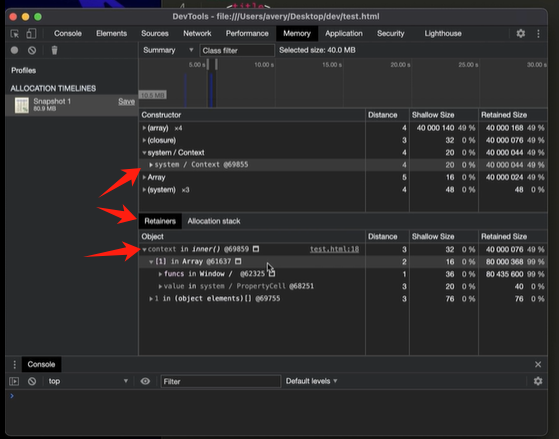 4 <title>
DevTools - file:///Users/avery/Desktop/dev/test.html
Console Elements Sources Network Performance Memory Application Security Lighthouse
Summary Class filter Selected size: 40.0 MB
Profiles
5.00 s 10.00 s 15.00 s 20.00 s 25.00 s 30.00 s
ALLOCATION TIMELINES
Snapshot 1 Save
80.9 MB
10.5 MB
Constructor Distance Shallow Size Retained Size
(array) ×4 4 40 000 140 49 % 40 000 168 49 %
(closure) 3 32 0 % 40 000 076 49 %
system / Context 4 20 0 % 40 000 044 49 %
system / Context @69855 4 20 0 % 40 000 044 49 %
Array 5 16 0 % 40 000 024 49 %
(system) ×3 4 48 0 % 48 0 %
Retainers Allocation stack
Object Distance Shallow Size Retained Size
context in inner() @69859 test.html:18 3 32 0 % 40 000 076 49 %
[1] in Array @61637 2 16 0 % 80 000 368 99 %
funcs in Window / @62325 1 36 0 % 80 435 600 99 %
value in system / PropertyCell @68251 3 20 0 % 40 0 %
1 in (object elements)[] @69755 3 76 0 % 76 0 %
Console
top Filter Default levels